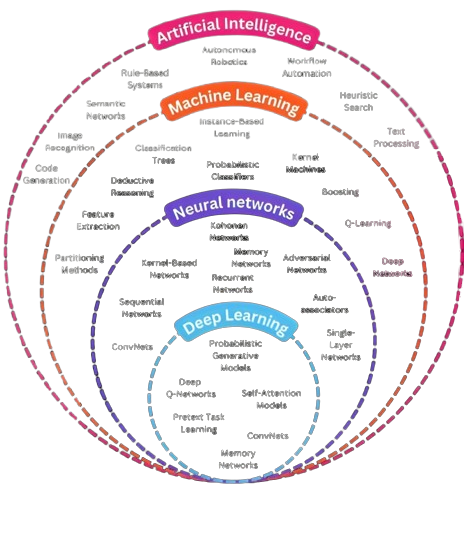 Artificial Intelligence
Autonomous
Robotics
Workflow
Automation
Rule-Based
Systems
Heuristic
Search
Semantic
Networks
Machine Learning
Instance-Based
Learning
Text
Processing
Image
Recognition
Classification
Trees
Probabilistic
Classifiers
Kernel
Machines
Code
Generation
Deductive
Reasoning
Boosting
Neural networks
Feature
Extraction
Q-Learning
Kohonen
Networks
Partitioning
Methods
Kernel-Based
Networks
Memory
Networks
Adversarial
Networks
Deep
Networks
Recurrent
Networks
Sequential
Networks
Auto-
associators
Deep Learning
ConvNets
Probabilistic
Generative
Models
Single-
Layer
Networks
Deep
Q-Networks
Self-Attention
Models
Pretext Task
Learning
ConvNets
Memory
Networks